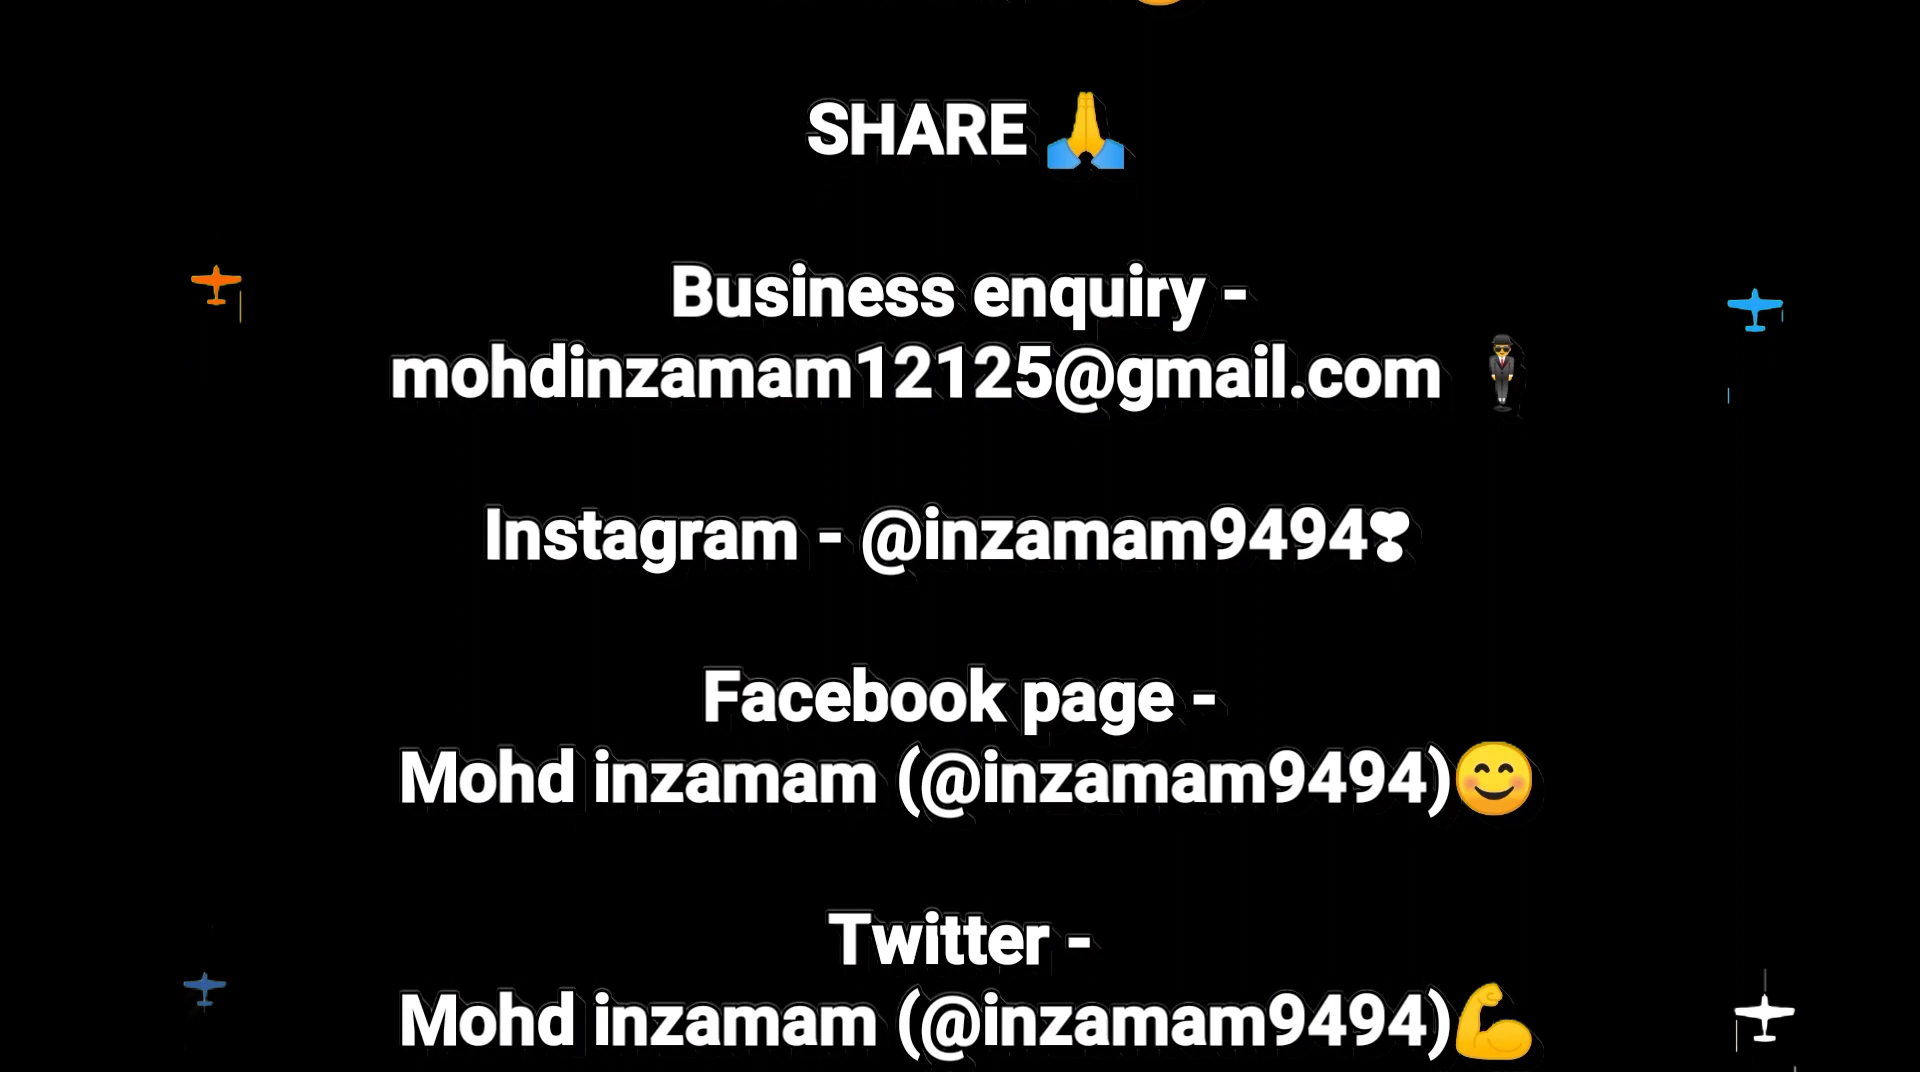 SHARE 🙏
Business enquiry -
mohdinzamam12125@gmail.com 🕴
Instagram - @inzamam9494❣
Facebook page -
Mohd inzamam (@inzamam9494)😊
Twitter -
Mohd inzamam (@inzamam9494)💪